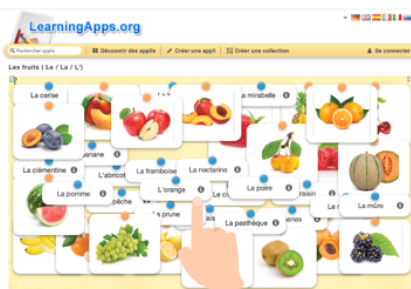 LearningApps.org
Rechercher applis
Découvrir des applis
Créer une appli
Créer une collection
Se connecter
Les fruits ( Le / La / L')
La cerise
La mirabelle
La clémentine
L'abricot
La framboise
La nectarine
La pomme
pêche
L'orange
La poire
La prune
La pastèque
La mûre